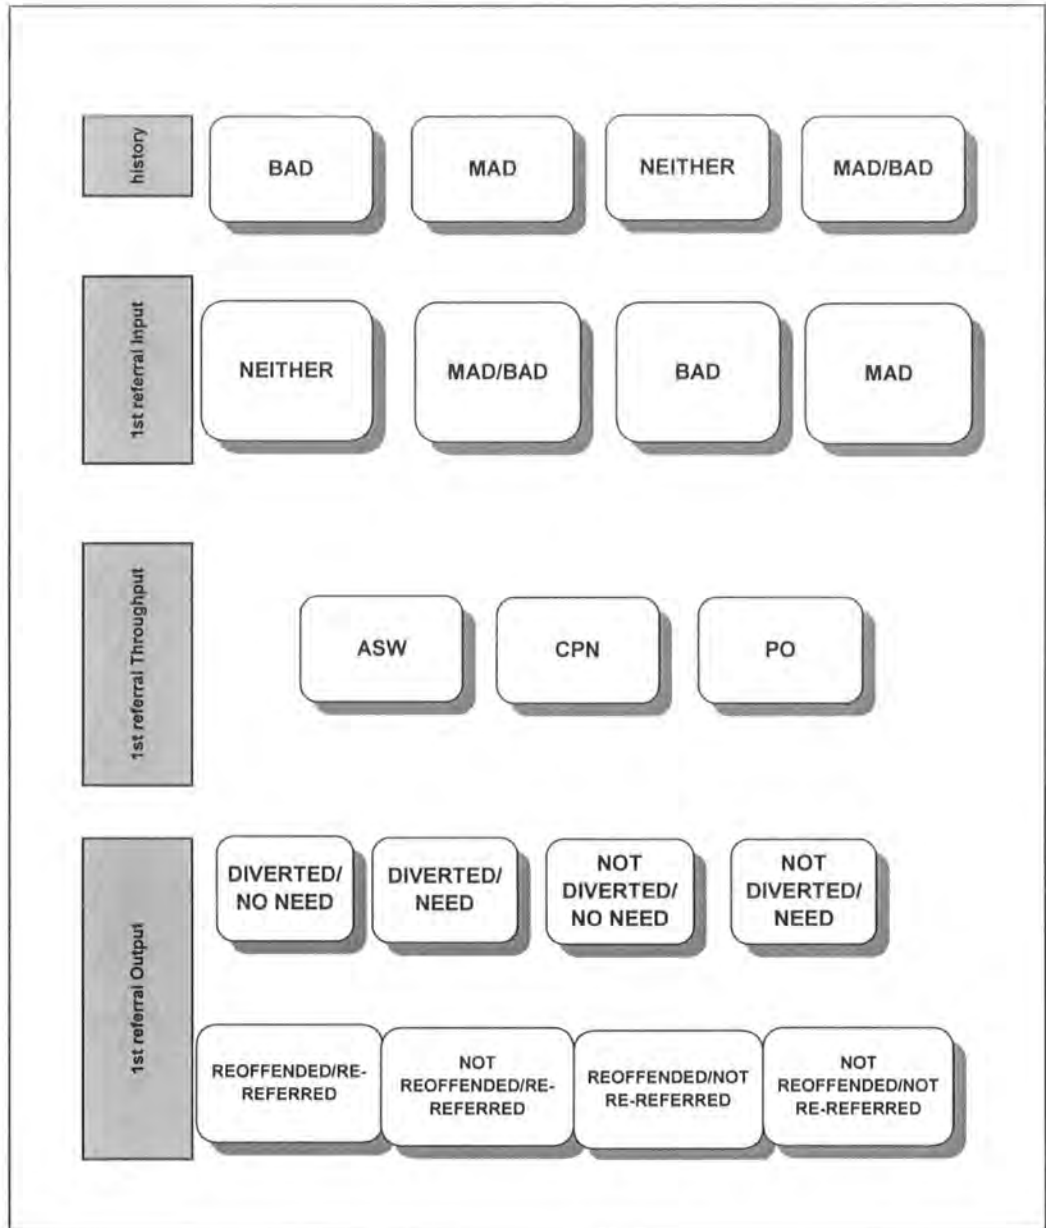 history
BAD
MAD
NEITHER
MAD/BAD
1st referral Input
NEITHER
MAD/BAD
BAD
MAD
1st referral Throughput
ASW
CPN
PO
1st referral Output
DIVERTED/
NO NEED
DIVERTED/
NEED
NOT
DIVERTED/
NO NEED
NOT
DIVERTED/
NEED
REOFFENDED/RE-
REFERRED
NOT
REOFFENDED/RE-
REFERRED
REOFFENDED/NOT
RE-REFERRED
NOT
REOFFENDED/NOT
RE-REFERRED